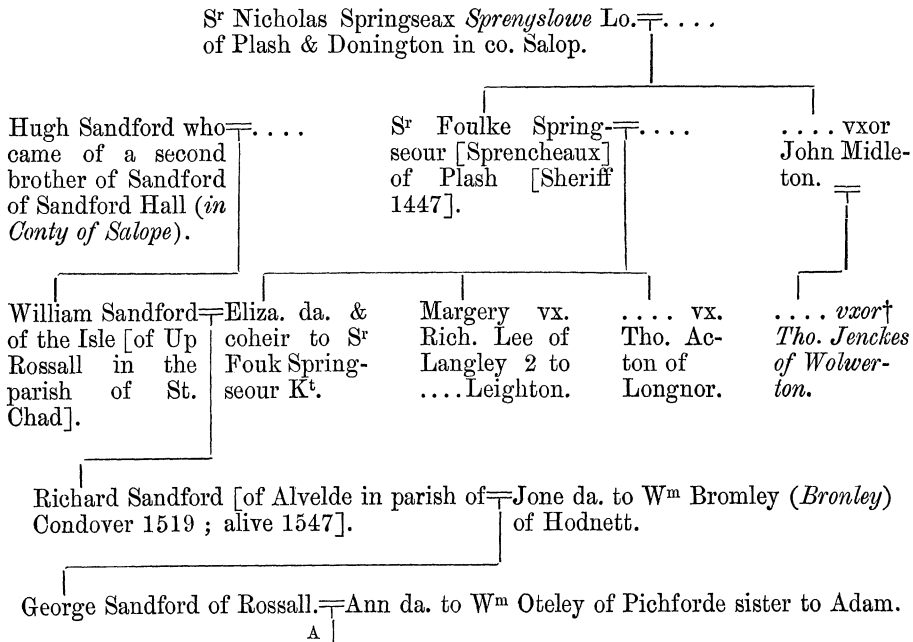 Sʳ Nicholas Springseax Sprengslowe Lo.╤. . . .
of Plash & Donington in co. Salop.
Hugh Sandford who╤. . . .
came of a second
brother of Sandford
of Sandford Hall (in
Conty of Salope).
Sʳ Foulke Spring-╤. . . .
seour [Sprencheaux]
of Plash [Sheriff
1447].
. . . . vxor
John Midle-
ton.
William Sandford╤Eliza. da. &
of the Isle [of Up
Rossall in the
parish of St.
Chad].
coheir to Sʳ
Fouk Spring-
seour Kᵗ.
Margery vx.
Rich. Lee of
Langley 2 to
. . . . Leighton.
. . . . vx.
Tho. Ac-
ton of
Longnor.
. . . . vxor†
Tho. Jenckes
of Wolwer-
ton.
Richard Sandford [of Alvelde in parish of╤Jone da. to Wᵐ Bromley (Bronley)
Condover 1519 ; alive 1547].
of Hodnett.
George Sandford of Rossall.╤Ann da. to Wᵐ Oteley of Pichforde sister to Adam.
A